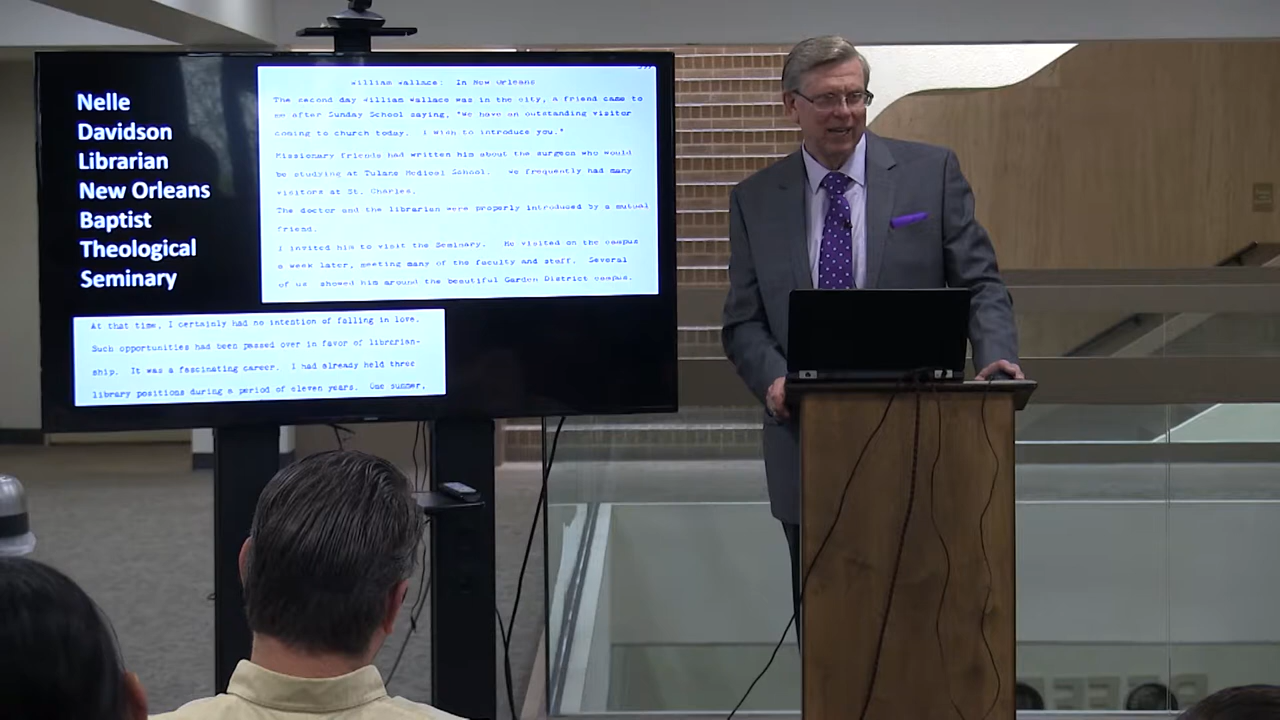 Nelle
Davidson
Librarian
New Orleans
Baptist
Theological
Seminary
William Wallace: In New Orleans
The second day William Wallace was in the city, a friend came to
me after Sunday School saying, "We have an outstanding visitor
coming to church today. I wish to introduce you."
Missionary friends had written him about the surgeon who would
be studying at Tulane Medical School. We frequently had many
visitors at St. Charles.
The doctor and the librarian were properly introduced by a mutual
friend.
I invited him to visit the Seminary. He visited on the campus
a week later, meeting many of the faculty and staff. Several
of us showed him around the beautiful Garden District campus.
At that time, I certainly had no intention of falling in love.
Such opportunities had been passed over in favor of librarian-
ship. It was a fascinating career. I had already held three
library positions during a period of eleven years. One summer,